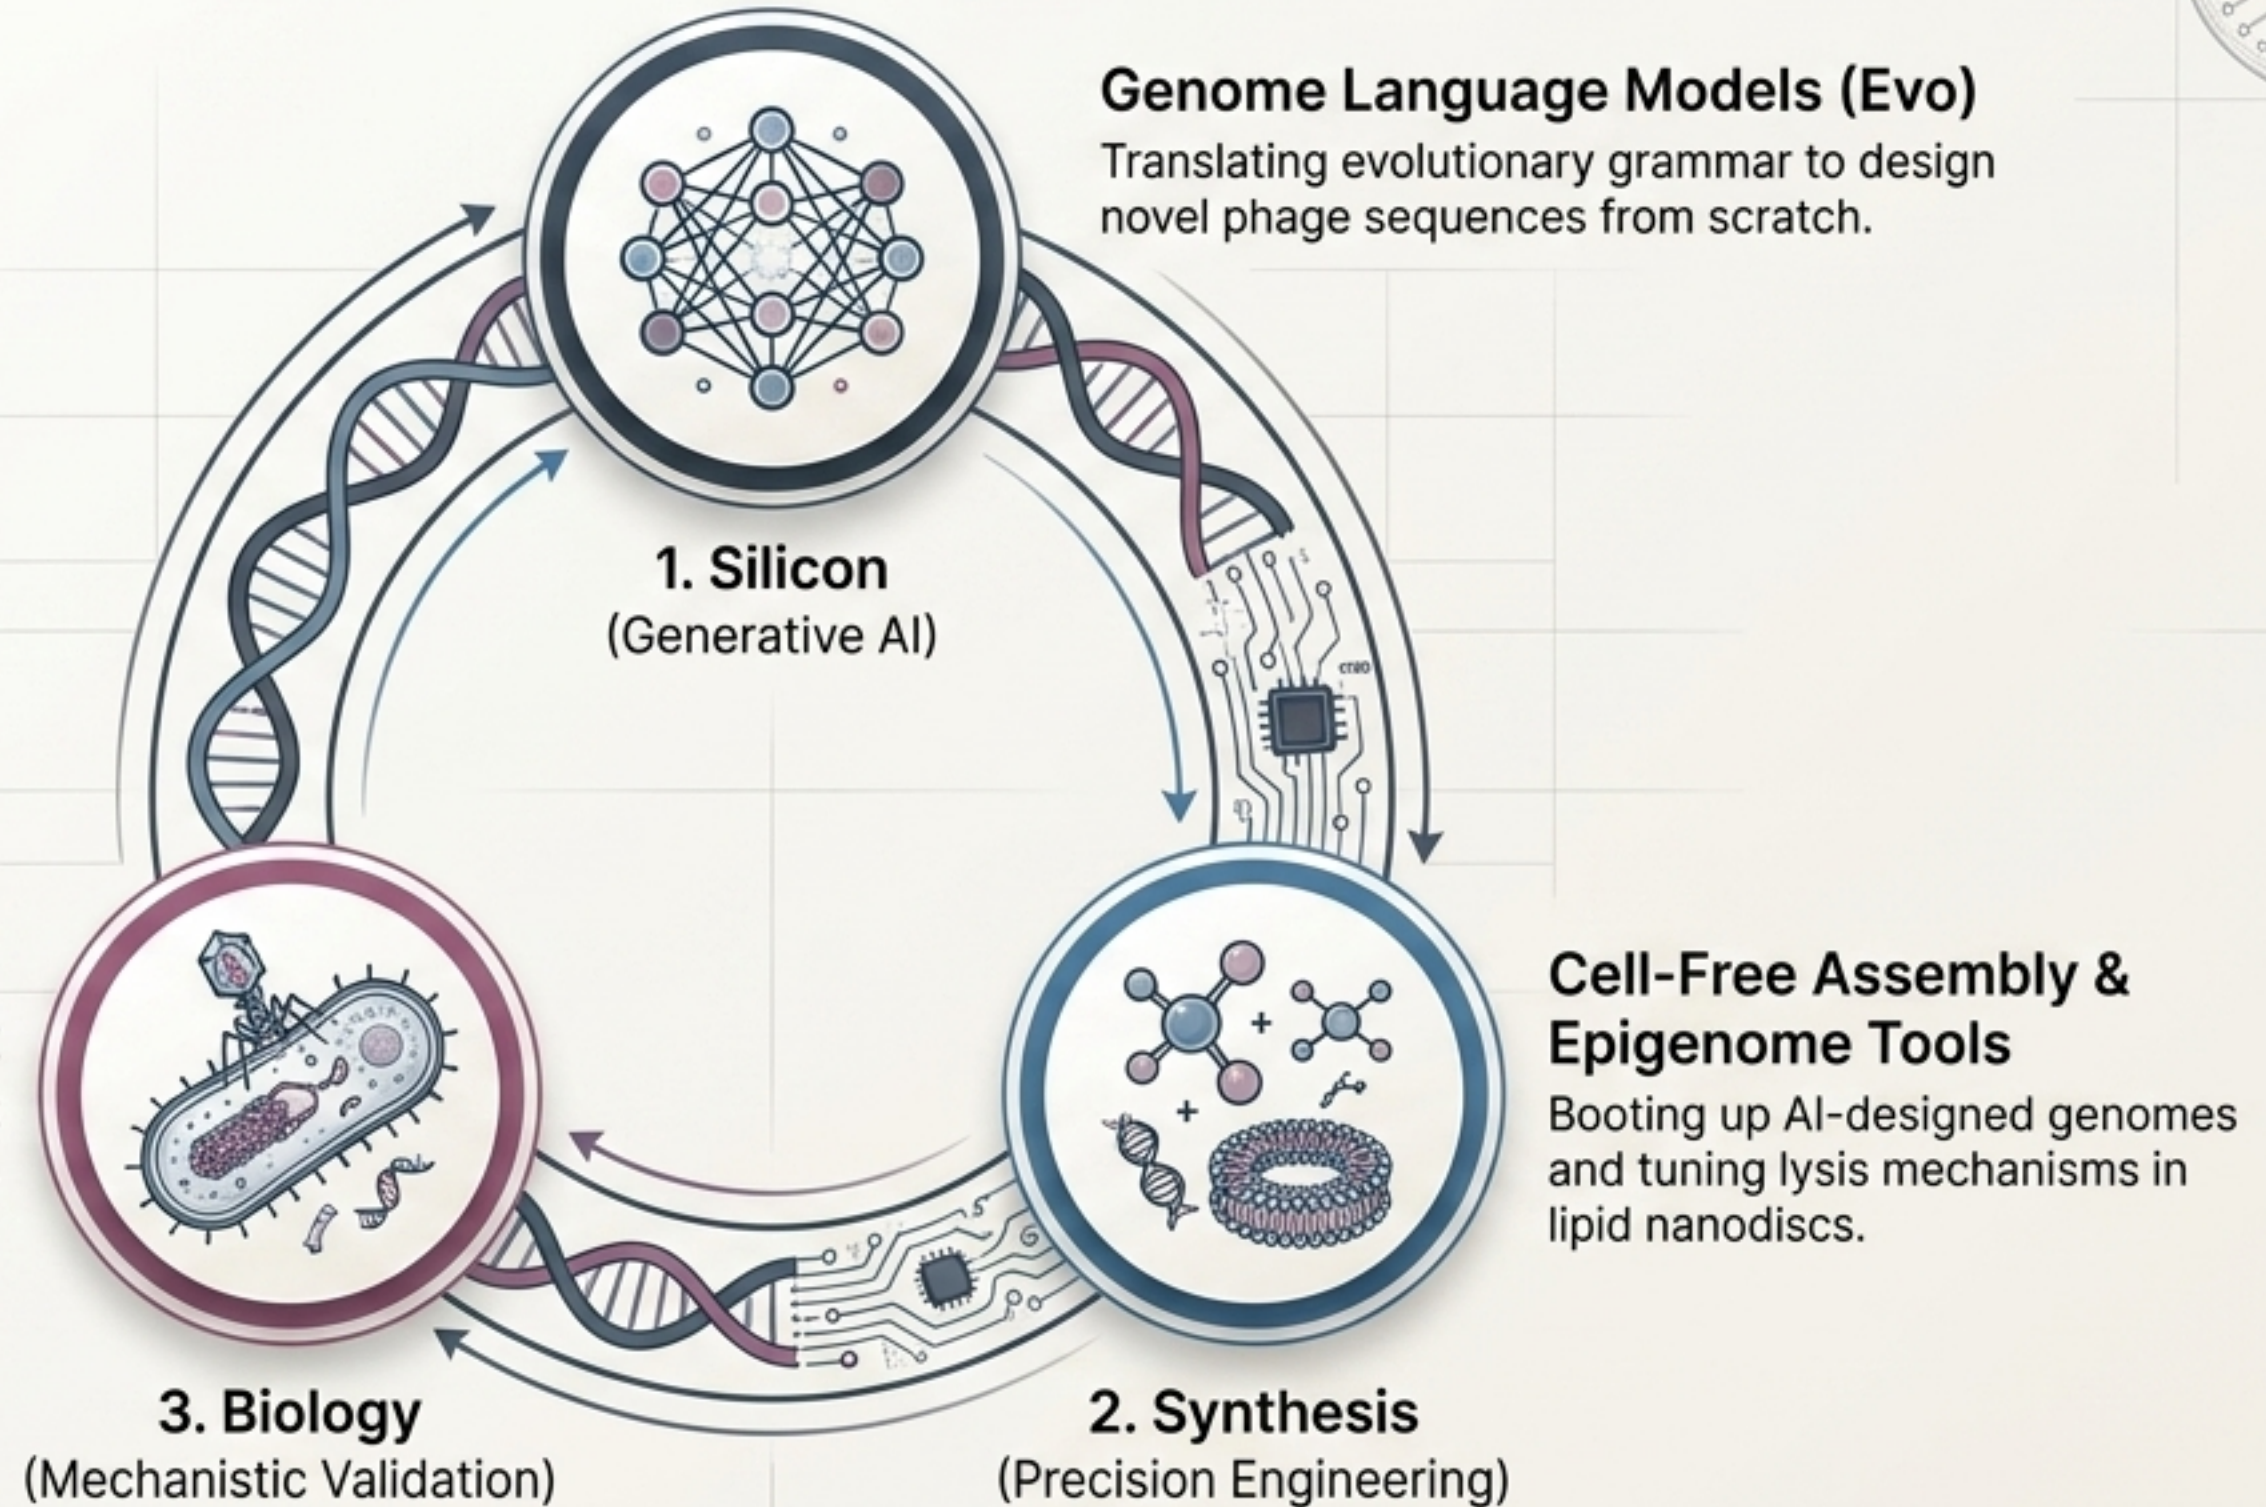 Genome Language Models (Evo)
Translating evolutionary grammar to design
novel phage sequences from scratch.
1. Silicon
(Generative AI)
Cell-Free Assembly &
Epigenome Tools
Booting up AI-designed genomes
and tuning lysis mechanisms in
lipid nanodiscs.
3. Biology
(Mechanistic Validation)
2. Synthesis
(Precision Engineering)